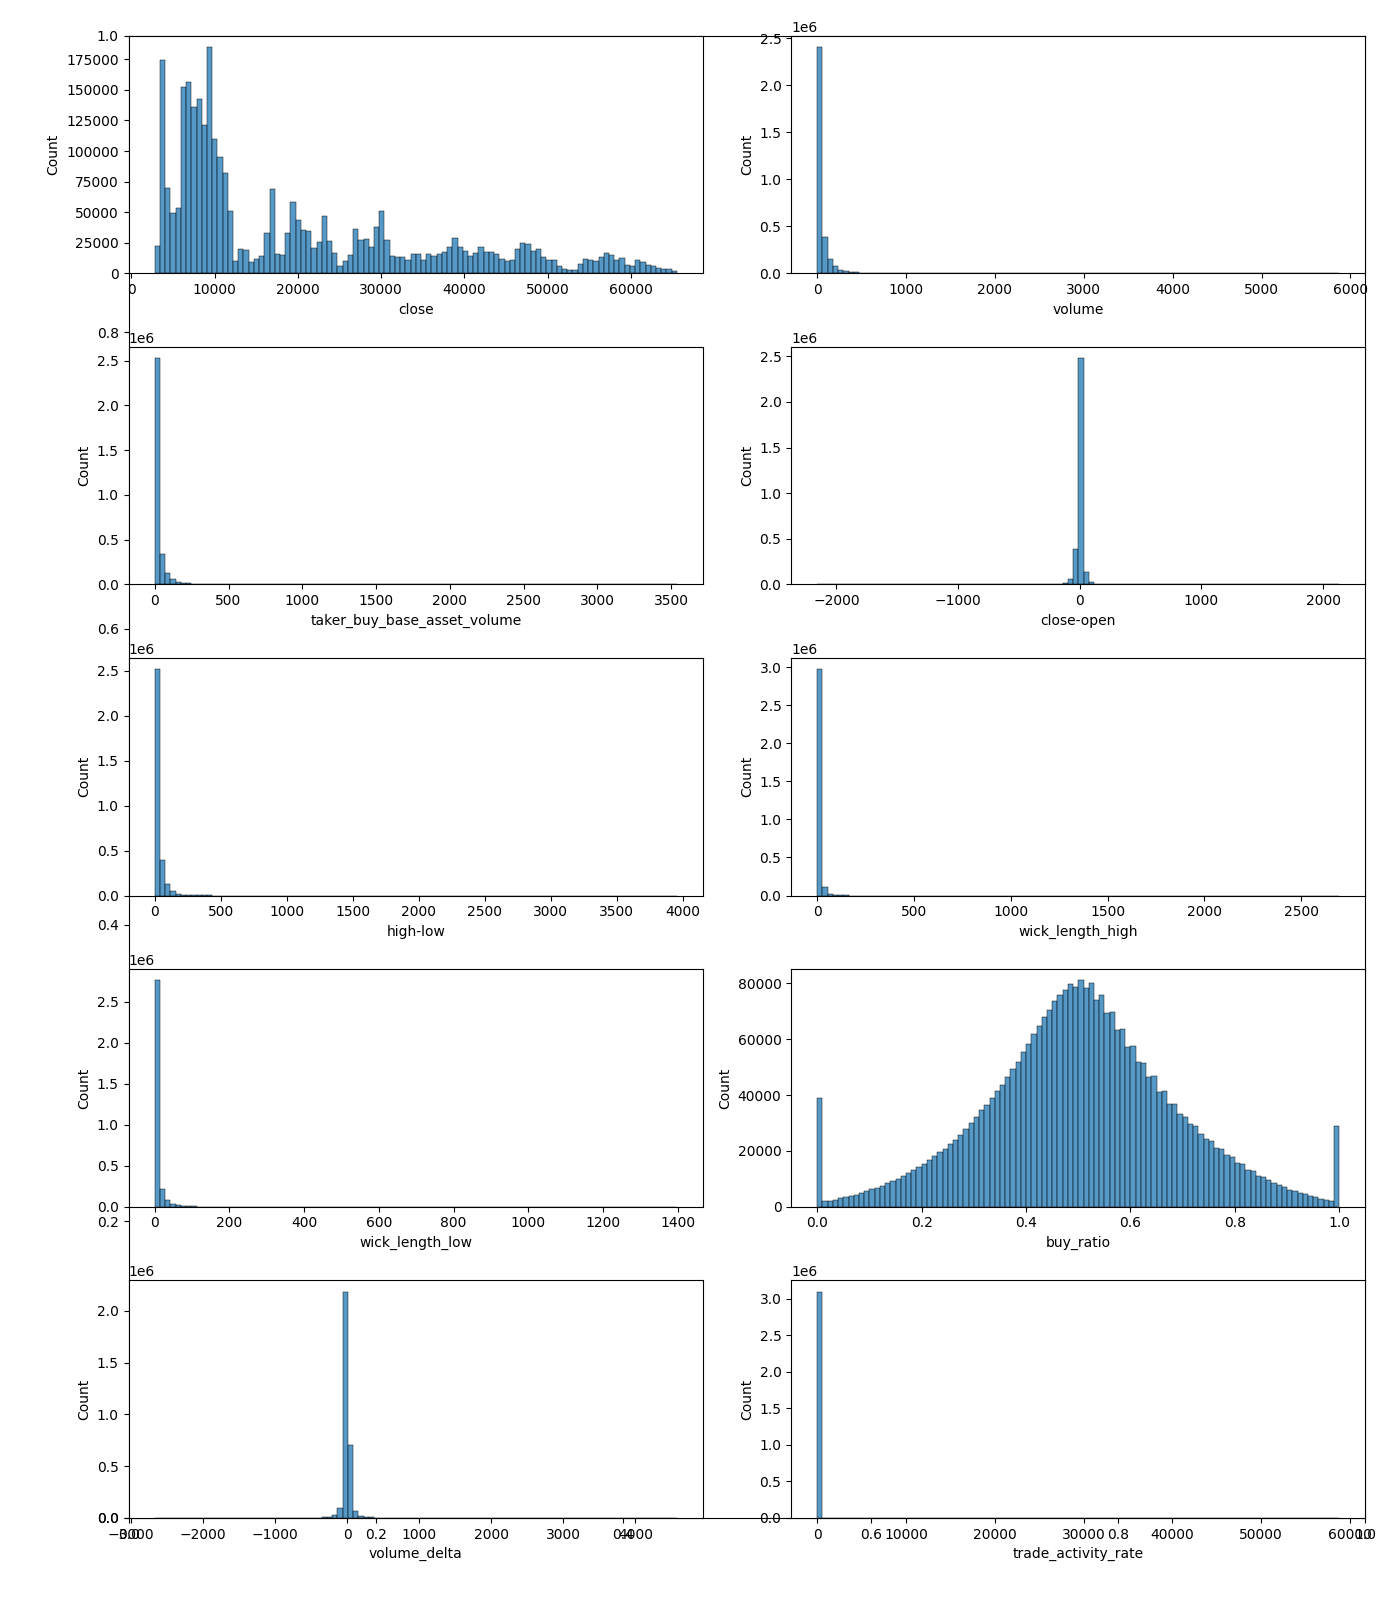 1e6
1.0
175000
150000
125000
100000
75000
50000
25000
0
Count
0 10000 20000 30000 40000 50000 60000
close
2.5
2.0
1.5
1.0
0.5
0.0
Count
0 1000 2000 3000 4000 5000 6000
volume
0.8
1e6
2.5
2.0
1.5
1.0
0.5
0.0
Count
0 500 1000 1500 2000 2500 3000 3500
taker_buy_base_asset_volume
1e6
2.5
2.0
1.5
1.0
0.5
0.0
Count
−2000 −1000 0 1000 2000
close-open
0.6
1e6
2.5
2.0
1.5
1.0
0.5
0.0
Count
0 500 1000 1500 2000 2500 3000 3500 4000
high-low
1e6
3.0
2.5
2.0
1.5
1.0
0.5
0.0
Count
0 500 1000 1500 2000 2500
wick_length_high
0.4
1e6
2.5
2.0
1.5
1.0
0.5
0.0
Count
0 200 400 600 800 1000 1200 1400
wick_length_low
80000
60000
40000
20000
0
Count
0.0 0.2 0.4 0.6 0.8 1.0
buy_ratio
0.2
1e6
2.0
1.5
1.0
0.5
0.0
Count
−2000 −1000 0 0.2 1000 2000 3000
volume_delta
1e6
3.0
2.5
2.0
1.5
1.0
0.5
0.0
Count
0 0.6 10000 20000 30000 0.8 40000 50000 60000 1.0
trade_activity_rate